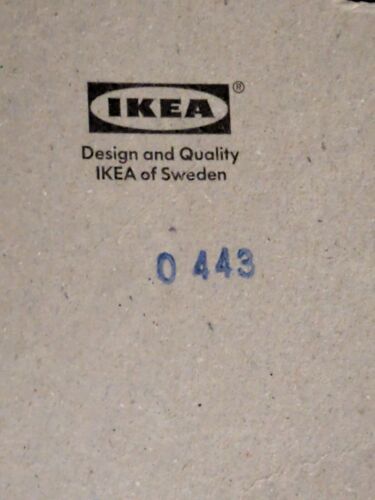 IKEA®
Design and Quality
IKEA of Sweden
0 443